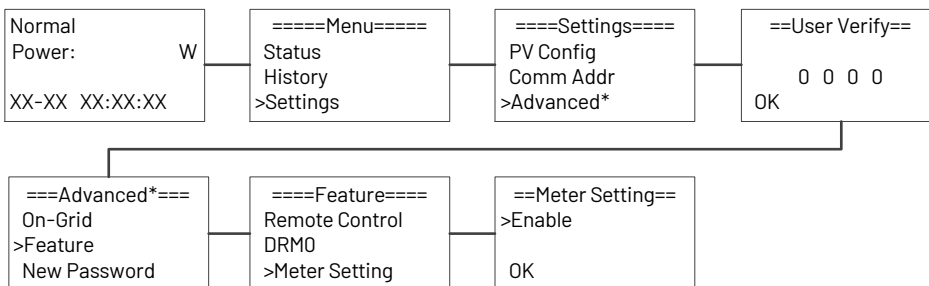 Normal
Power: W
XX-XX XX:XX:XX
=====Menu=====
Status
History
>Settings
====Settings====
PV Config
Comm Addr
>Advanced*
==User Verify==
0 0 0 0
OK
===Advanced*===
On-Grid
>Feature
New Password
====Feature====
Remote Control
DRM0
>Meter Setting
==Meter Setting==
>Enable
OK